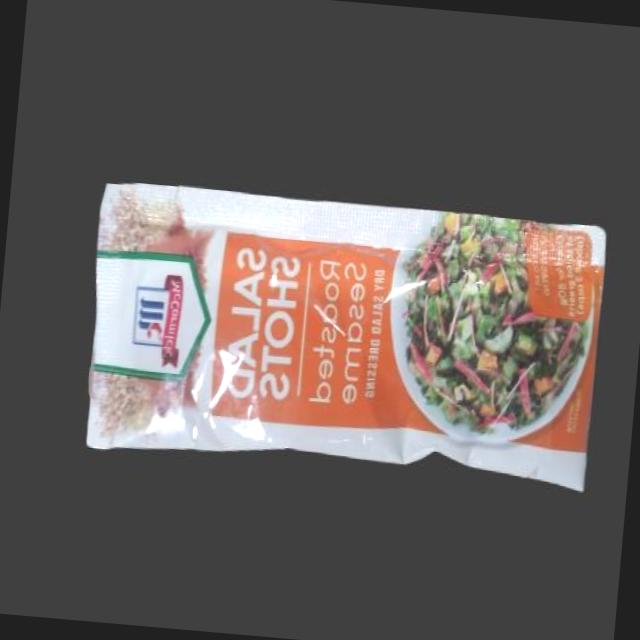 McCormick
SALAD
SHOTS
Roasted
Sesame
DRY SALAD DRESSING